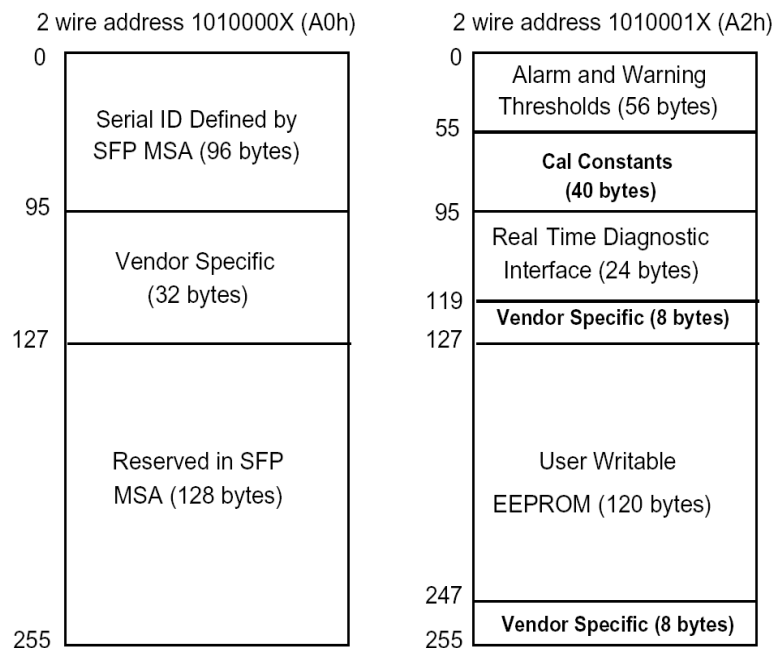 2 wire address 1010000X (A0h)
0
Serial ID Defined by
SFP MSA (96 bytes)
95
Vendor Specific
(32 bytes)
127
Reserved in SFP
MSA (128 bytes)
255
2 wire address 1010001X (A2h)
0
Alarm and Warning
Thresholds (56 bytes)
55
Cal Constants
(40 bytes)
95
Real Time Diagnostic
Interface (24 bytes)
119
Vendor Specific (8 bytes)
127
User Writable
EEPROM (120 bytes)
247
Vendor Specific (8 bytes)
255